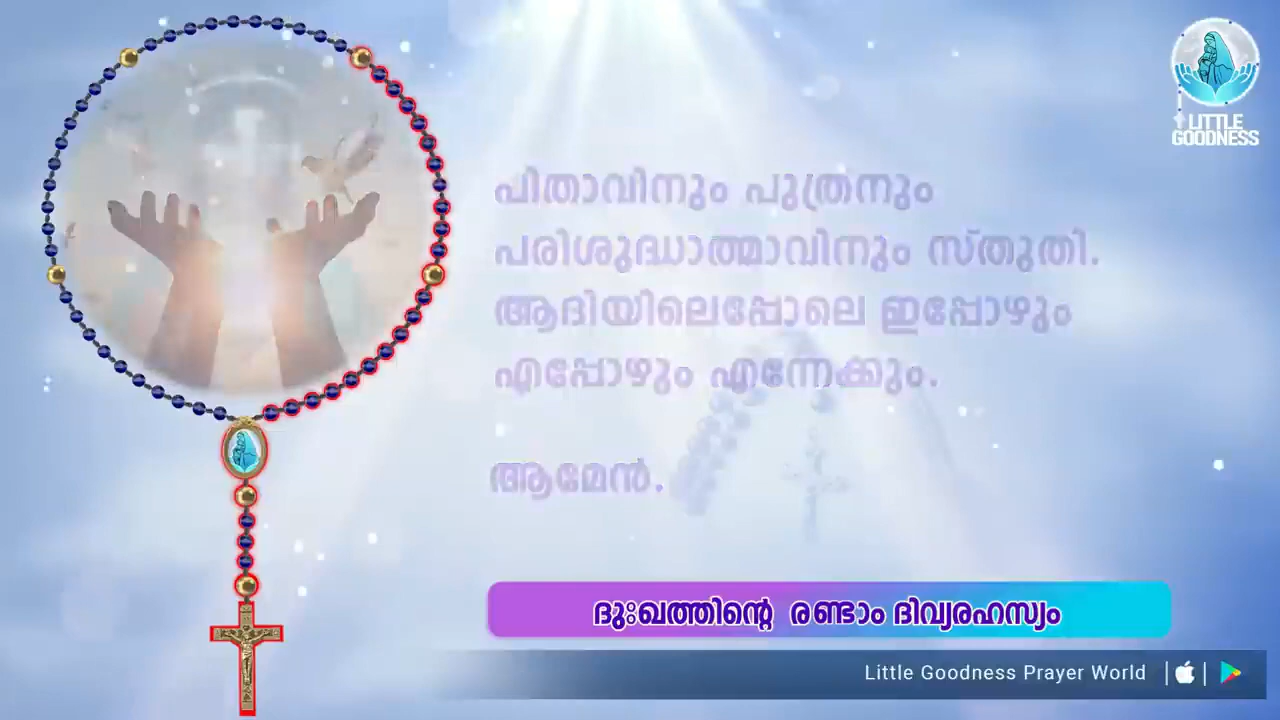 LITTLE
GOODNESS
പിതാവിനും പുത്രനും
പരിശുദ്ധാത്മാവിനും സ്തുതി.
ആദിയിലെപ്പോലെ ഇപ്പോഴും
എപ്പോഴും എന്നേക്കും.
ആമേൻ.
ദുഃഖത്തിന്റെ രണ്ടാം ദിവ്യരഹസ്യം
Little Goodness Prayer World